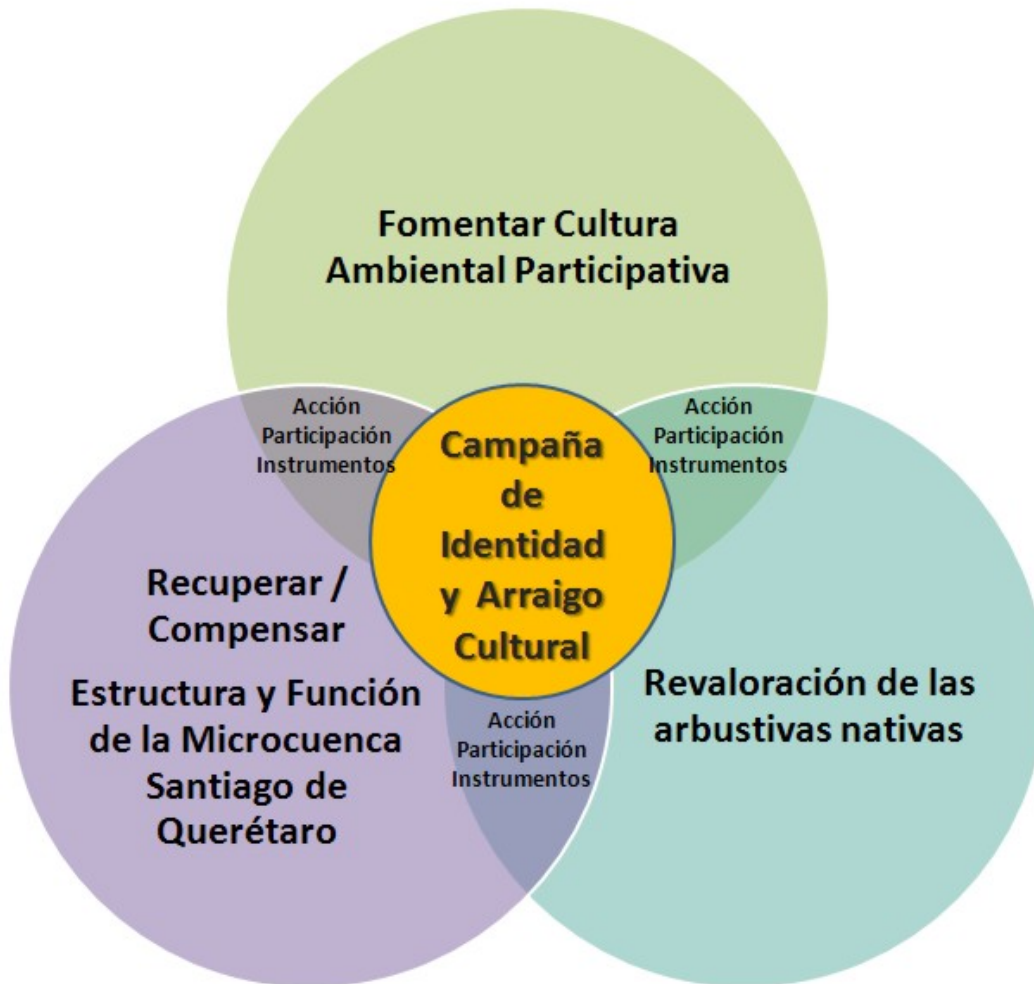 Fomentar Cultura
Ambiental Participativa
Acción
Participación
Instrumentos
Campaña
de
Identidad
y Arraigo
Cultural
Acción
Participación
Instrumentos
Recuperar /
Compensar
Estructura y Función
de la Microcuenca
Santiago de
Querétaro
Acción
Participación
Instrumentos
Revaloración de las
arbustivas nativas